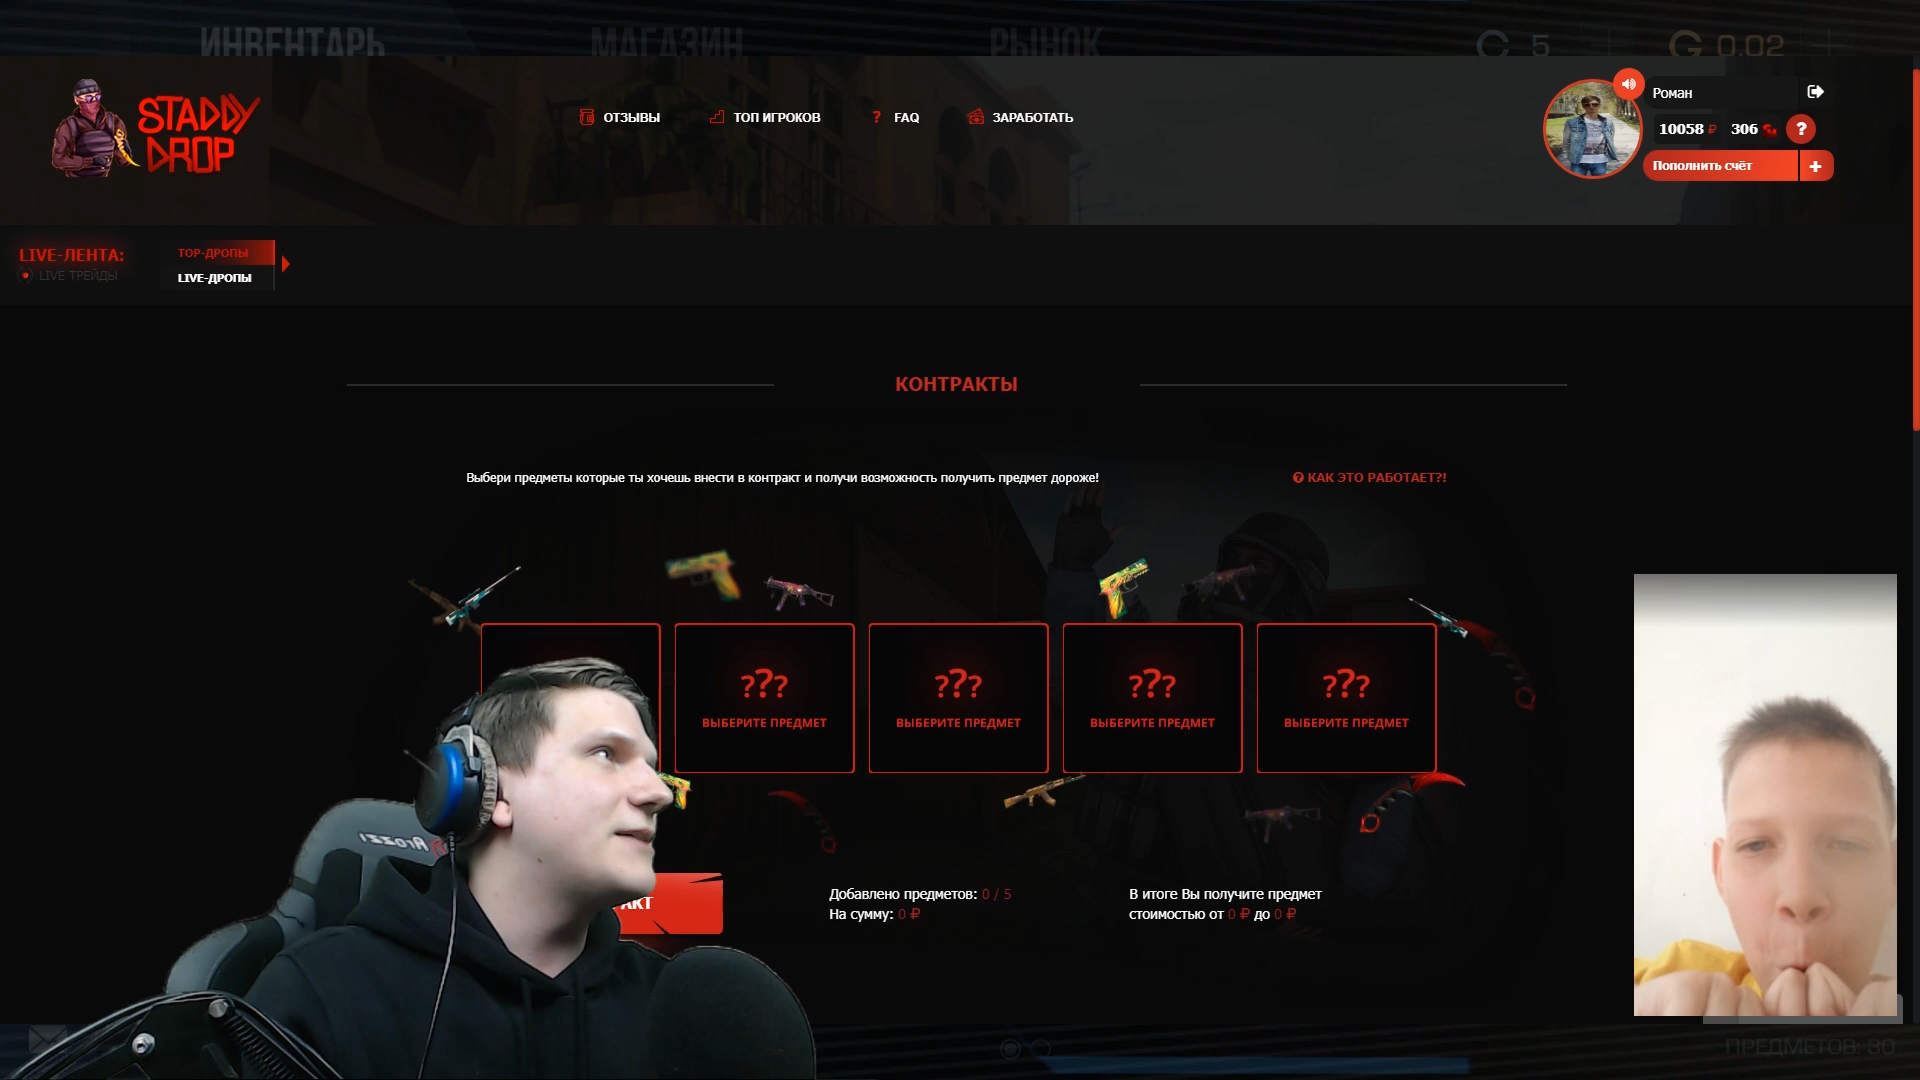 ИНВЕНТАРЬ
МАГАЗИН
РЫНОК
5
G 0.02
STADDY
DROP
ОТЗЫВЫ
ТОП ИГРОКОВ
? FAQ
ЗАРАБОТАТЬ
Роман
10058 ₽
306
?
Пополнить счёт
+
LIVE-ЛЕНТА:
LIVE ТРЕЙДЫ
TOP-ДРОПЫ
LIVE-ДРОПЫ
КОНТРАКТЫ
Выбери предметы которые ты хочешь внести в контракт и получи возможность получить предмет дороже!
КАК ЭТО РАБОТАЕТ?!
???
ВЫБЕРИТЕ ПРЕДМЕТ
???
ВЫБЕРИТЕ ПРЕДМЕТ
???
ВЫБЕРИТЕ ПРЕДМЕТ
???
ВЫБЕРИТЕ ПРЕДМЕТ
Arozzi
АКТ
Добавлено предметов: 0 / 5
На сумму: 0 ₽
В итоге Вы получите предмет
стоимостью от 0 ₽ до 0 ₽
ПРЕДМЕТОВ: 30